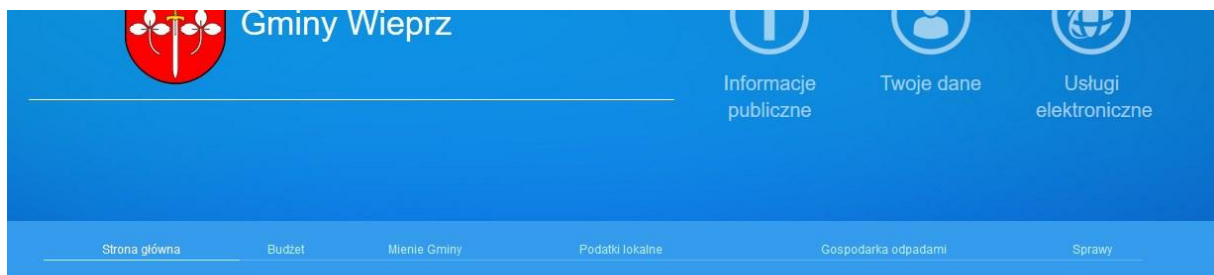 Gminy Wieprz
Informacje
publiczne
Twoje dane
Usługi
elektroniczne
Strona główna
Budżet
Mienie Gminy
Podatki lokalne
Gospodarka odpadami
Sprawy